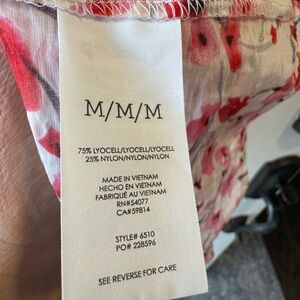 M/M/M
75% LYOCELL/LYOCELL/LYOCELL
25% NYLON/NYLON/NYLON
MADE IN VIETNAM
HECHO EN VIETNAM
FABRIQUÉ AU VIETNAM
RN#54077
CA#59814
STYLE# 6510
PO# 228596
SEE REVERSE FOR CARE